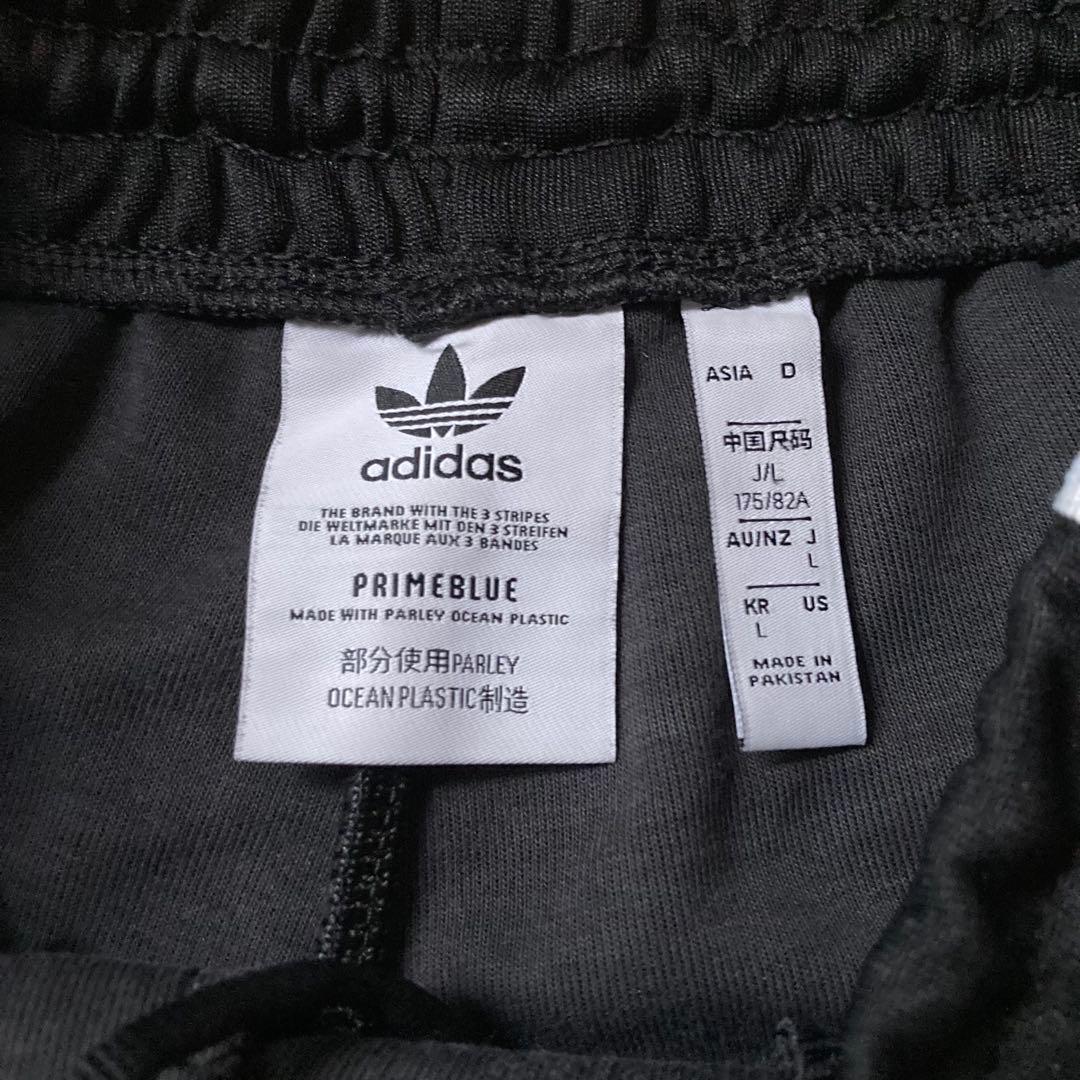 adidas
THE BRAND WITH THE 3 STRIPES
DIE WELTMARKE MIT DEN 3 STREIFEN
LA MARQUE AUX 3 BANDES
PRIMEBLUE
MADE WITH PARLEY OCEAN PLASTIC
部分使用PARLEY
OCEAN PLASTIC制造
ASIA D
中国尺码
J/L
175/82A
AU/NZ J
L
KR US
L
MADE IN
PAKISTAN